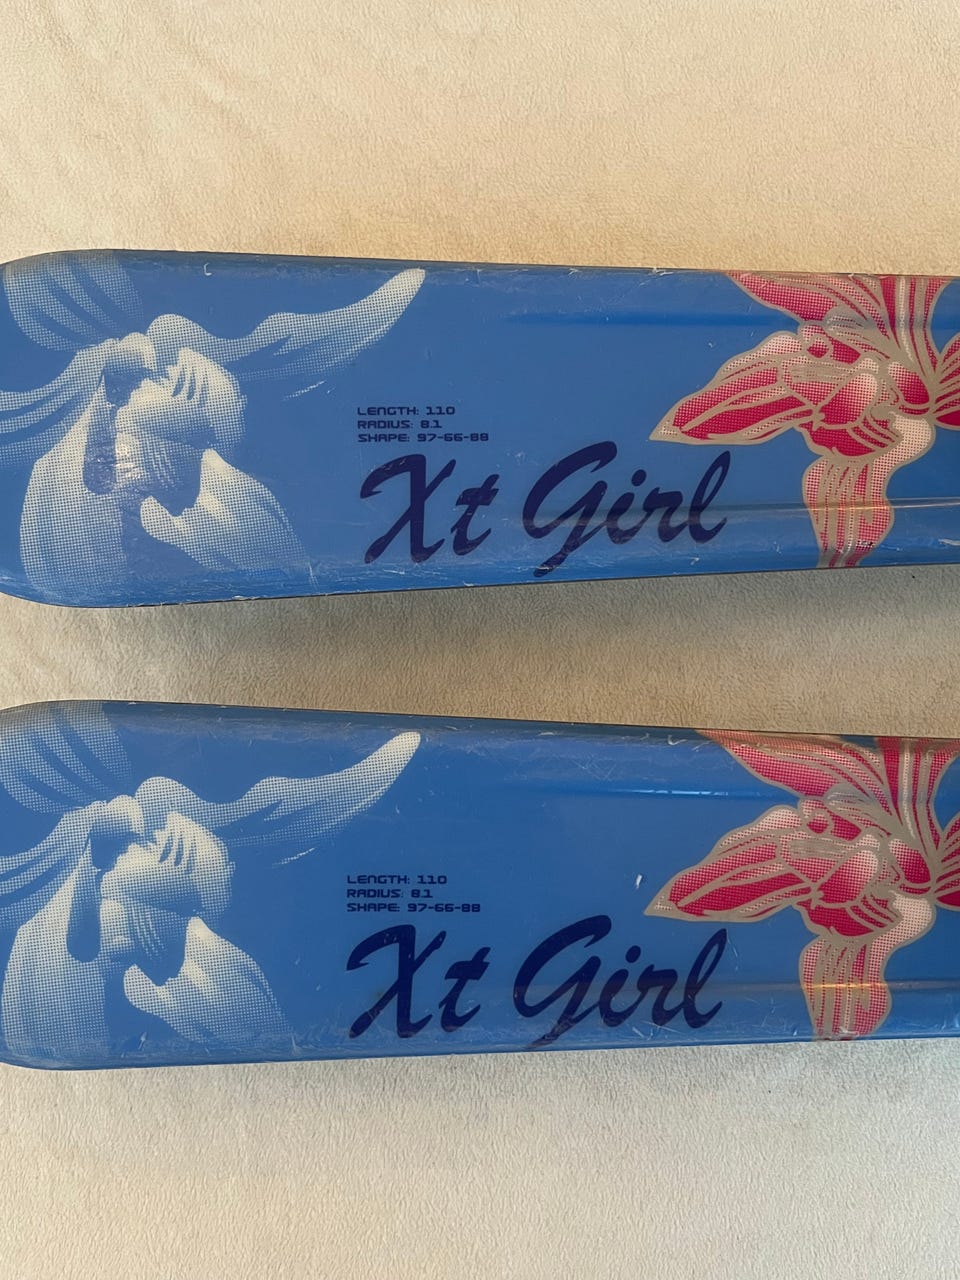 LENGTH: 110
RADIUS: 8.1
SHAPE: 97-66-88
Xt Girl
LENGTH: 110
RADIUS: 8.1
SHAPE: 97-66-88
Xt Girl